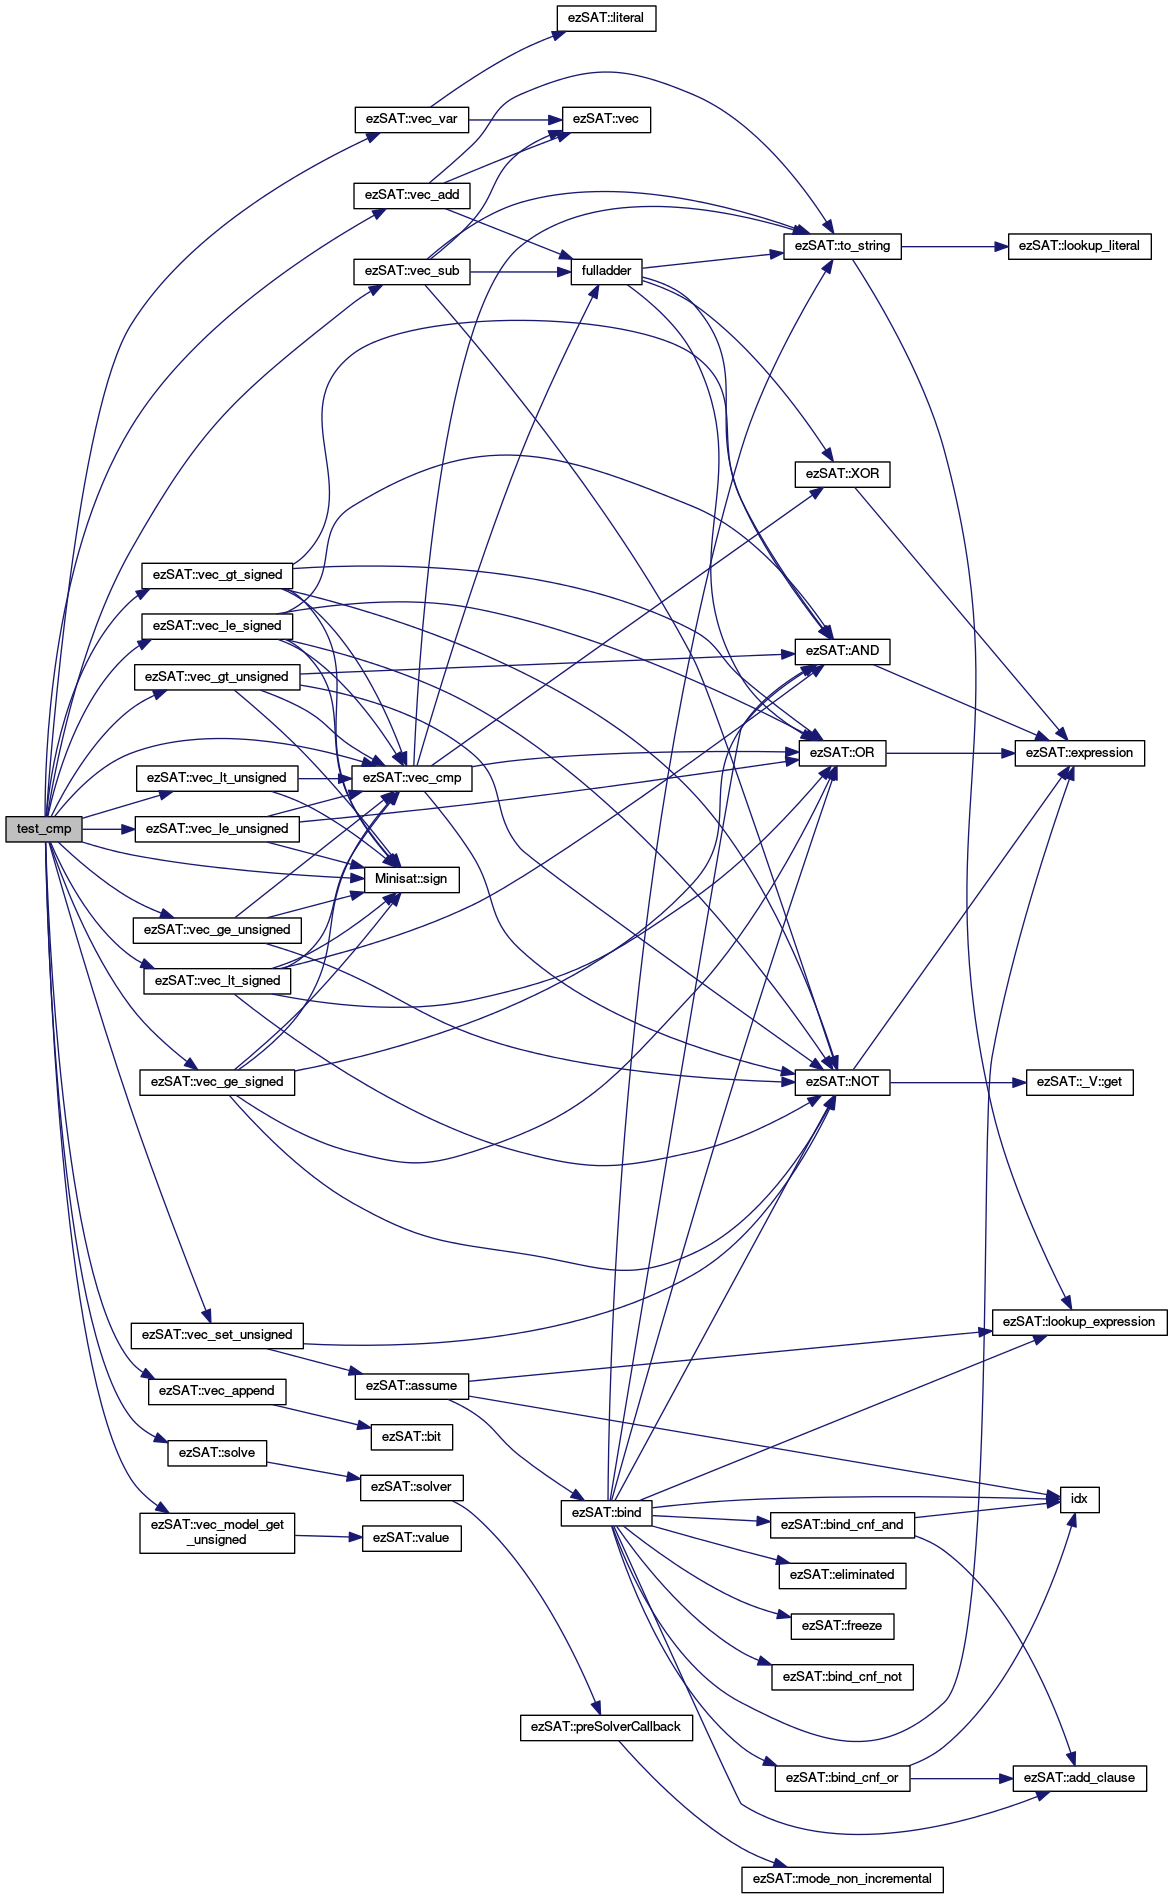 ezSAT::literal
ezSAT::vec_var
ezSAT::vec
ezSAT::vec_add
ezSAT::to_string
ezSAT::lookup_literal
ezSAT::vec_sub
fulladder
ezSAT::XOR
ezSAT::vec_gt_signed
ezSAT::vec_le_signed
ezSAT::AND
ezSAT::vec_gt_unsigned
ezSAT::OR
ezSAT::expression
ezSAT::vec_lt_unsigned
ezSAT::vec_cmp
test_cmp
ezSAT::vec_le_unsigned
Minisat::sign
ezSAT::vec_ge_unsigned
ezSAT::vec_lt_signed
ezSAT::vec_ge_signed
ezSAT::NOT
ezSAT::_V::get
ezSAT::lookup_expression
ezSAT::vec_set_unsigned
ezSAT::assume
ezSAT::vec_append
ezSAT::bit
ezSAT::solve
ezSAT::solver
idx
ezSAT::bind
ezSAT::bind_cnf_and
ezSAT::vec_model_get
_unsigned
ezSAT::value
ezSAT::eliminated
ezSAT::freeze
ezSAT::bind_cnf_not
ezSAT::preSolverCallback
ezSAT::bind_cnf_or
ezSAT::add_clause
ezSAT::mode_non_incremental